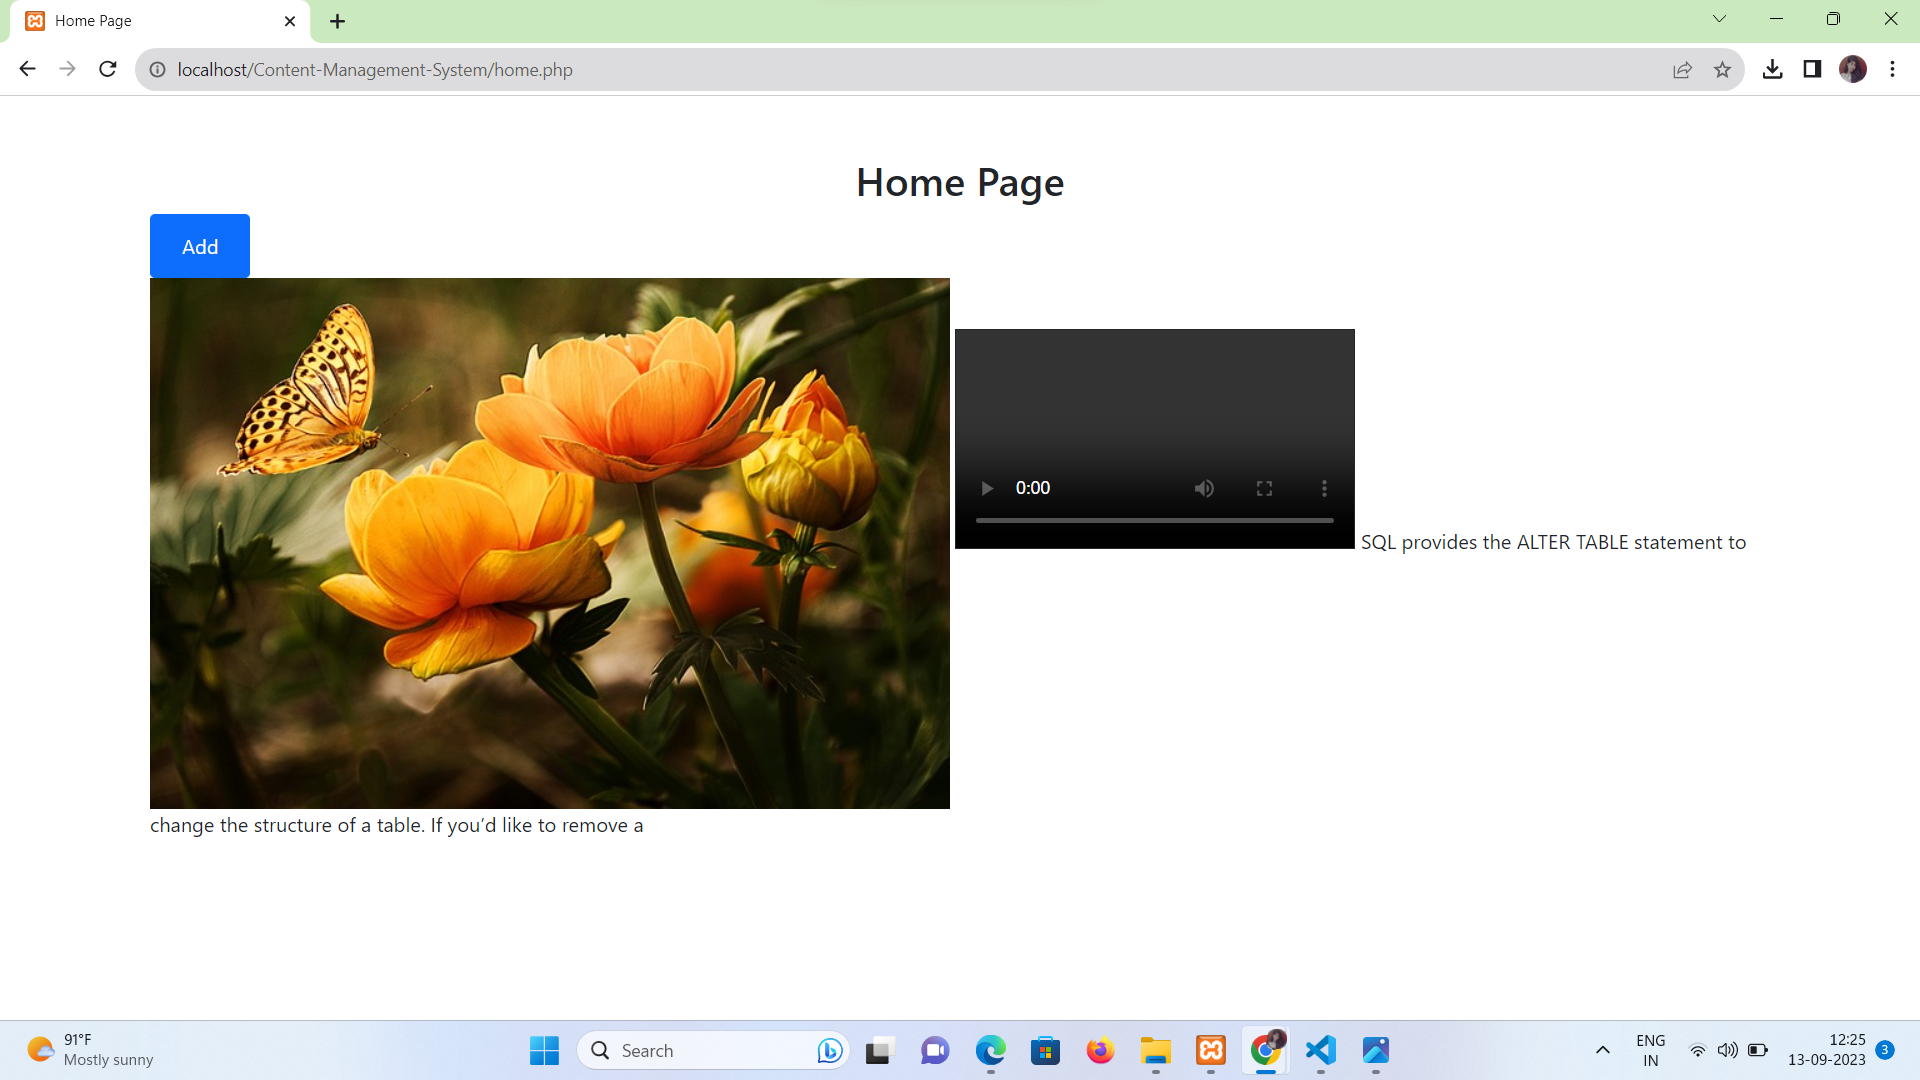 Home Page
localhost/Content-Management-System/home.php
Home Page
Add
0:00
SQL provides the ALTER TABLE statement to
change the structure of a table. If you’d like to remove a
91°F
Mostly sunny
Search
ENG
IN
12:25
13-09-2023
3